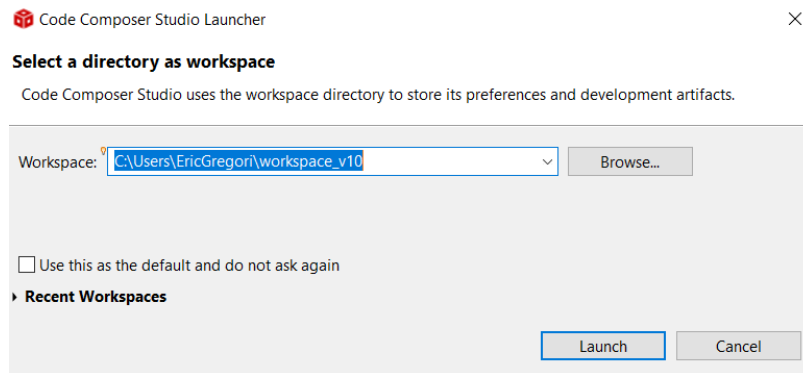 Code Composer Studio Launcher
Select a directory as workspace
Code Composer Studio uses the workspace directory to store its preferences and development artifacts.
Workspace: C:\Users\EricGregori\workspace_v10 Browse...
Use this as the default and do not ask again
Recent Workspaces
Launch Cancel